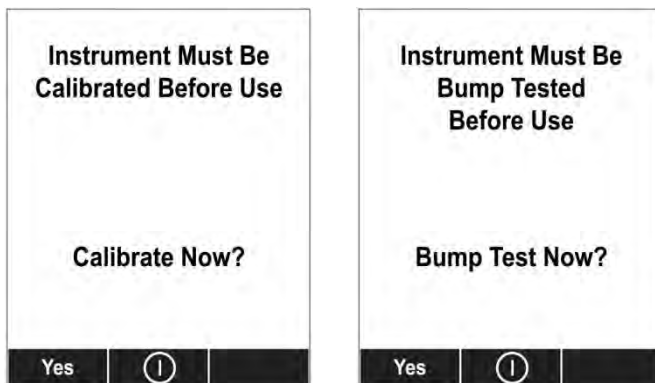 Instrument Must Be
Calibrated Before Use
Calibrate Now?
Yes
Instrument Must Be
Bump Tested
Before Use
Bump Test Now?
Yes